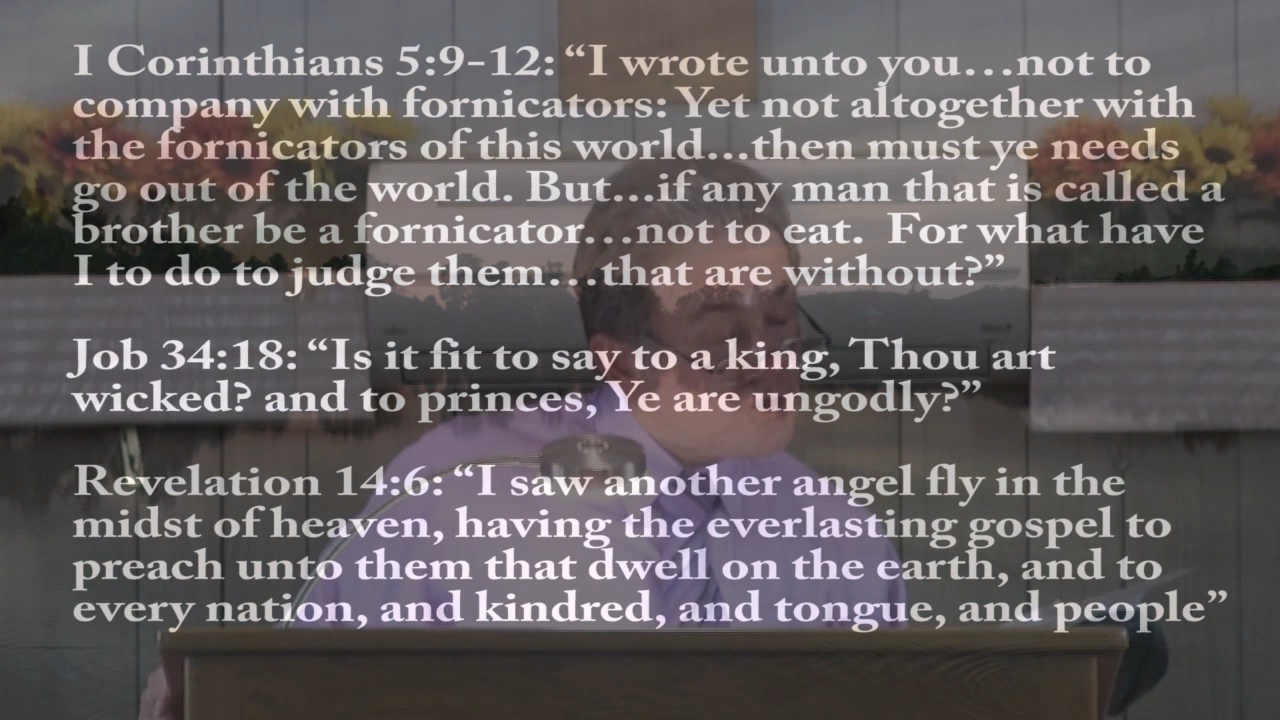 I Corinthians 5:9-12: “I wrote unto you…not to
company with fornicators: Yet not altogether with
the fornicators of this world...then must ye needs
go out of the world. But…if any man that is called a
brother be a fornicator…not to eat.  For what have
I to do to judge them…that are without?”
Job 34:18: “Is it fit to say to a king, Thou art
wicked? and to princes, Ye are ungodly?”
Revelation 14:6: “I saw another angel fly in the
midst of heaven, having the everlasting gospel to
preach unto them that dwell on the earth, and to
every nation, and kindred, and tongue, and people”